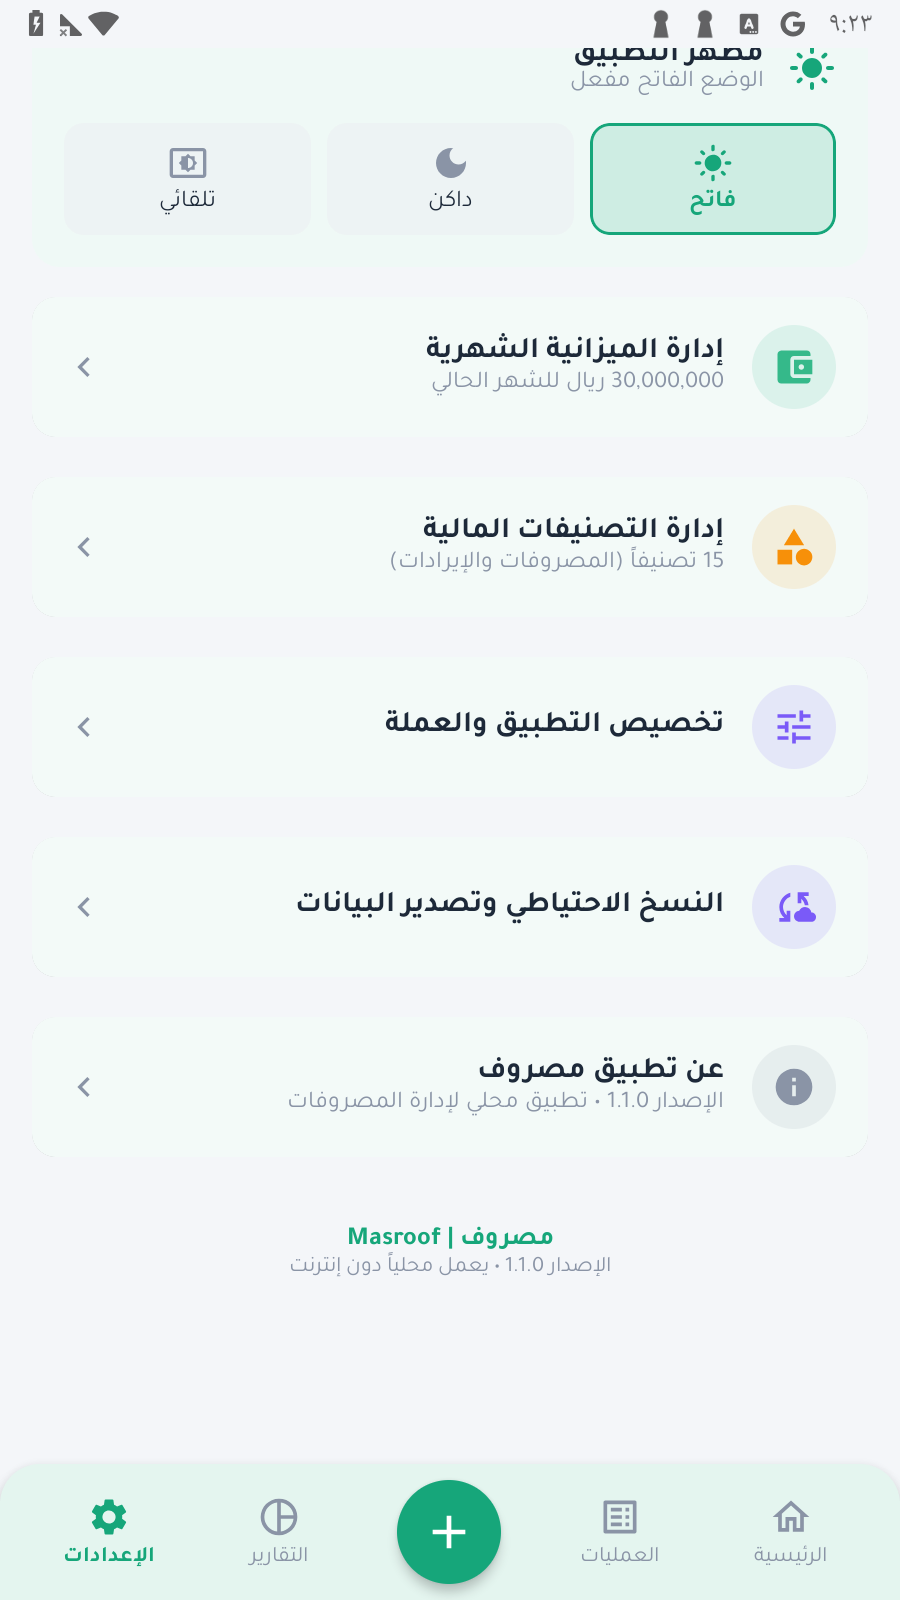 ٩:٢٣
مظهر التطبيق
الوضع الفاتح مفعل
فاتح
داكن
تلقائي
إدارة الميزانية الشهرية
30,000,000 ريال للشهر الحالي
إدارة التصنيفات المالية
15 تصنيفاً (المصروفات والإيرادات)
تخصيص التطبيق والعملة
النسخ الاحتياطي وتصدير البيانات
عن تطبيق مصروف
الإصدار 1.1.0 • تطبيق محلي لإدارة المصروفات
مصروف | Masroof
الإصدار 1.1.0 • يعمل محلياً دون إنترنت
الرئيسية
العمليات
التقارير
الإعدادات